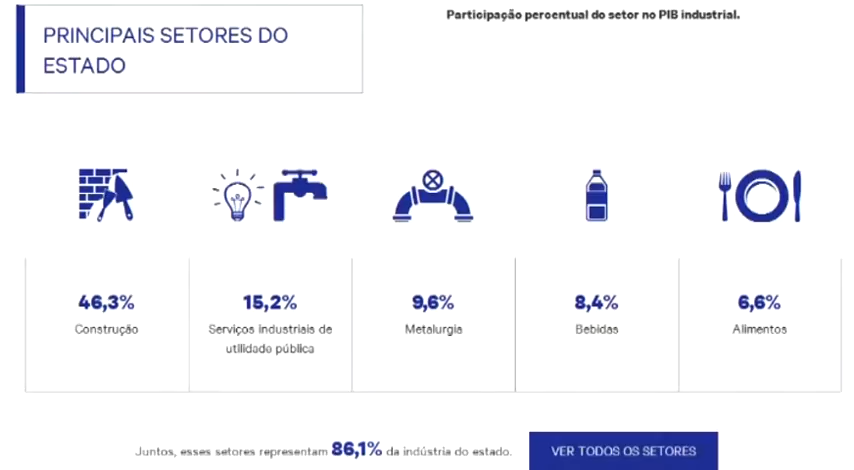 PRINCIPAIS SETORES DO
ESTADO
Participação percentual do setor no PIB industrial.
46,3%
Construção
15,2%
Serviços industriais de
utilidade pública
9,6%
Metalurgia
8,4%
Bebidas
6,6%
Alimentos
Juntos, esses setores representam 86,1% da indústria do estado.
VER TODOS OS SETORES